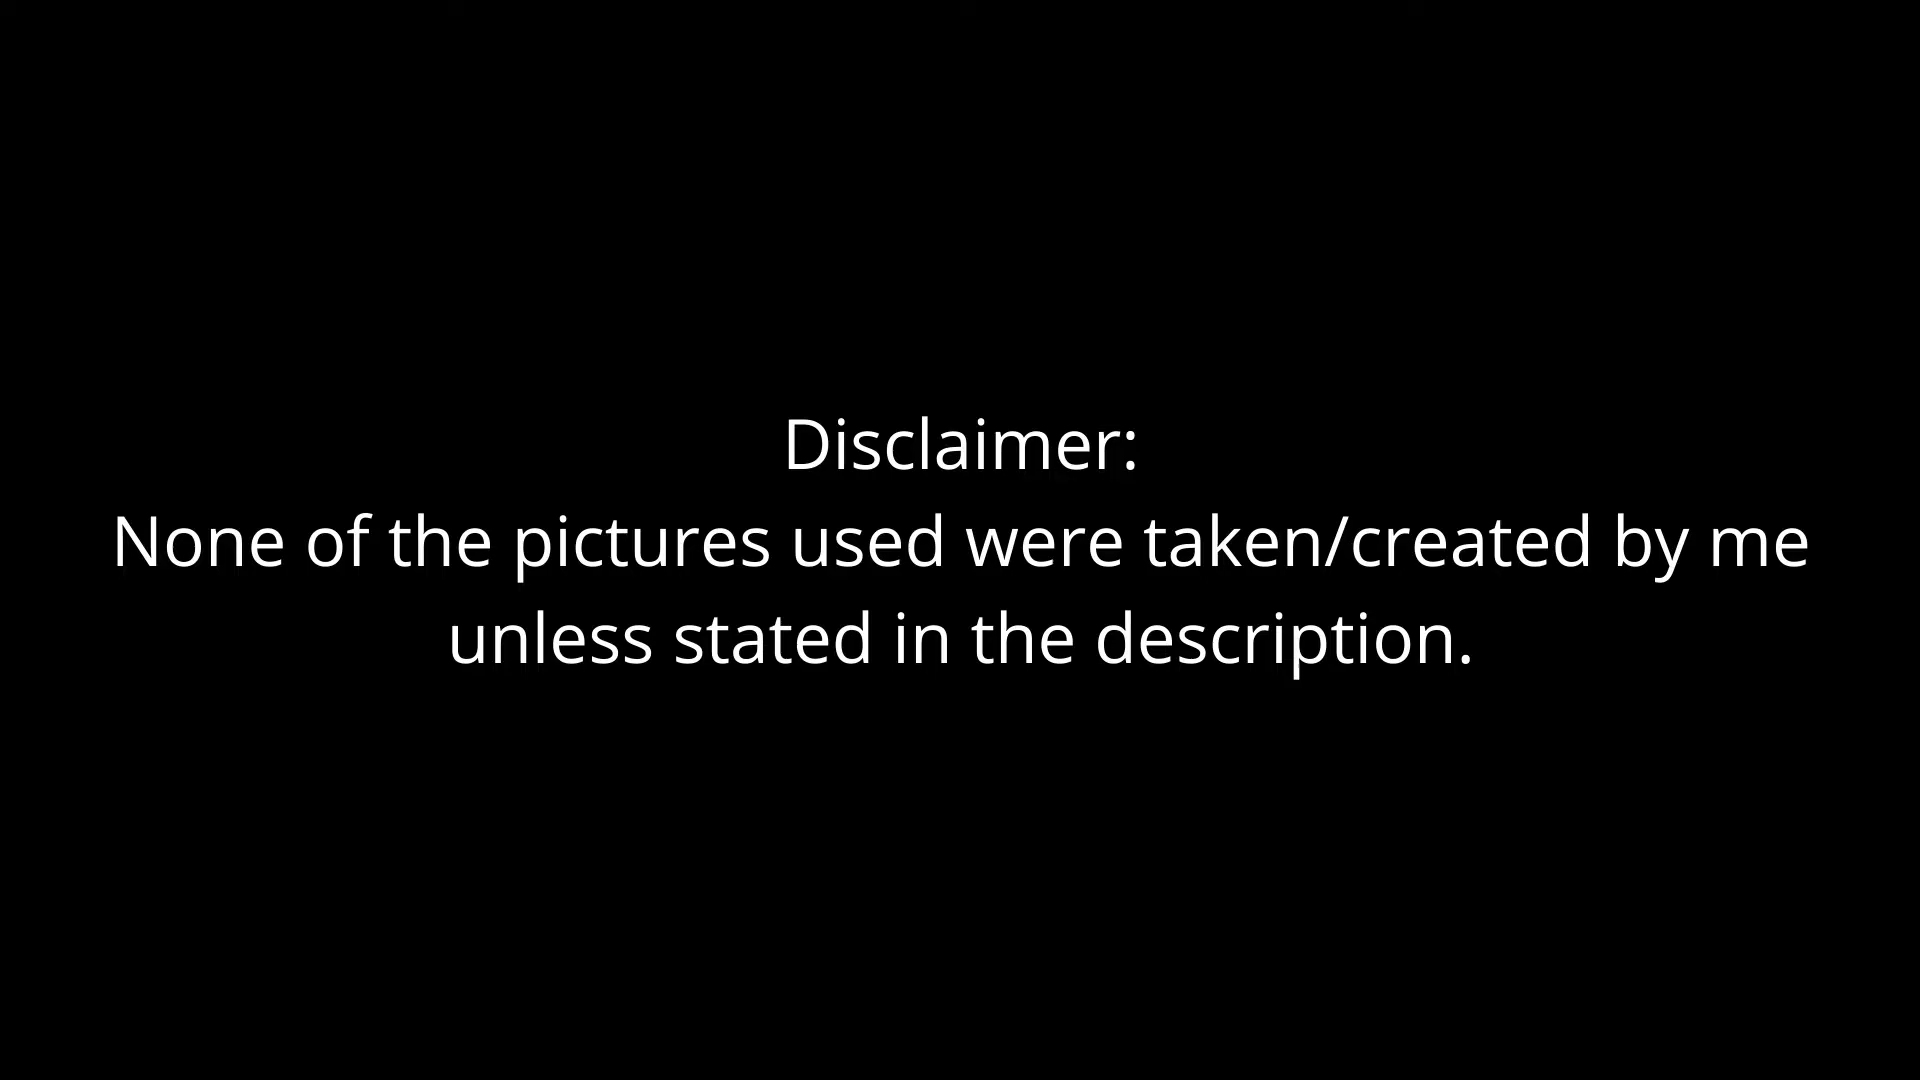 Disclaimer:
None of the pictures used were taken/created by me
unless stated in the description.